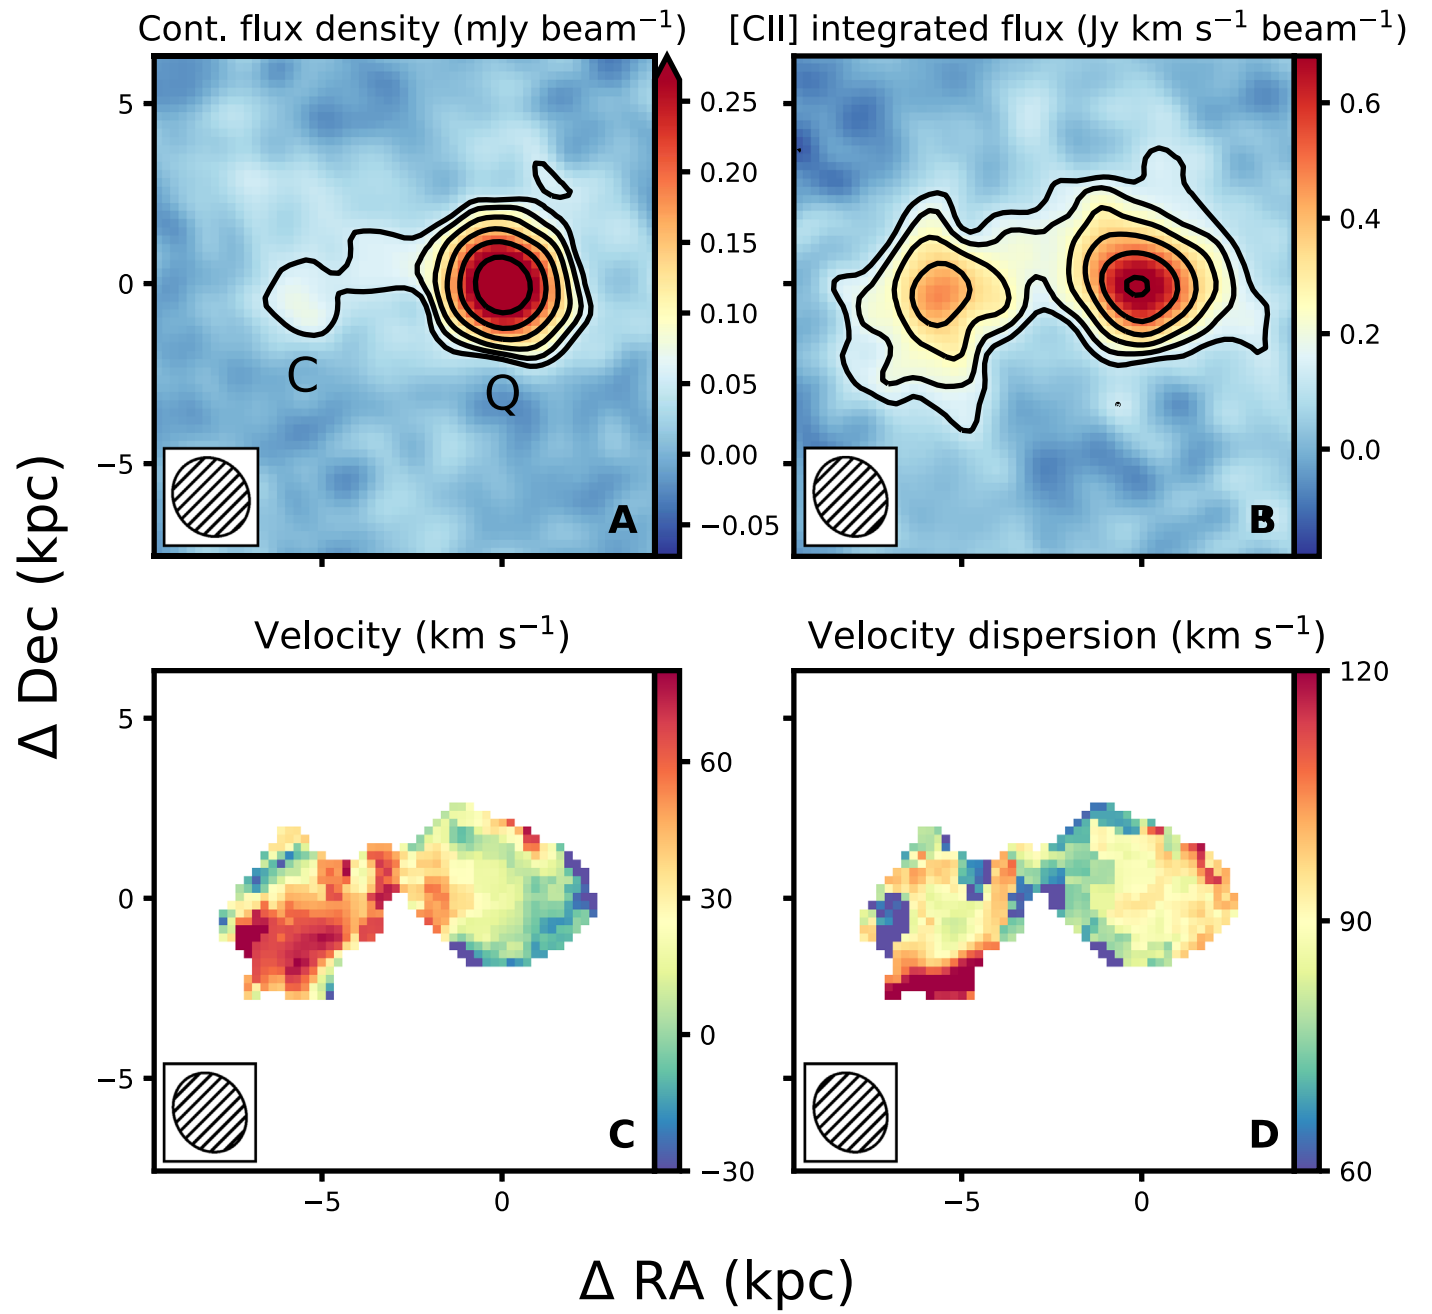 Cont. flux density (mJy beam⁻¹)
[CII] integrated flux (Jy km s⁻¹ beam⁻¹)
5
0
−5
C
Q
A
0.25
0.20
0.15
0.10
0.05
0.00
−0.05
B
0.6
0.4
0.2
0.0
Δ Dec (kpc)
Velocity (km s⁻¹)
Velocity dispersion (km s⁻¹)
5
0
−5
C
60
30
0
−30
D
120
90
60
−5
0
−5
0
Δ RA (kpc)